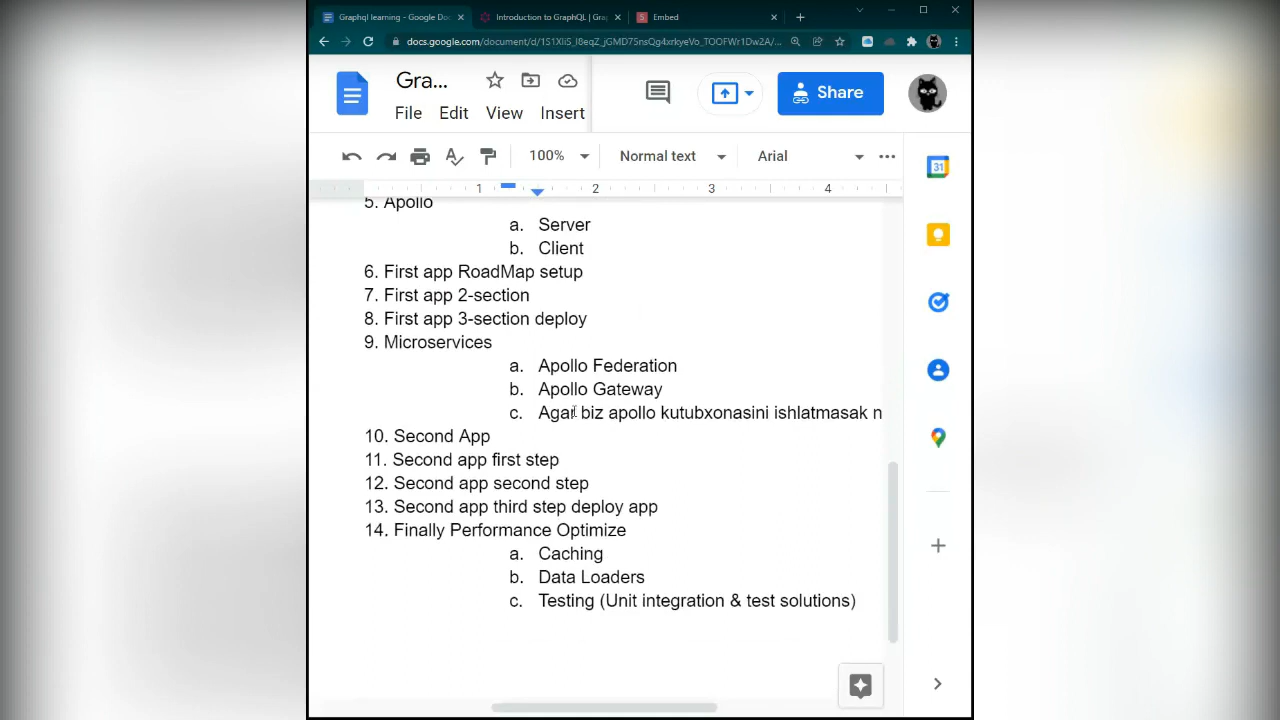 Graphql learning - Google Do
Introduction to GraphQL | Gra
Embed
docs.google.com/document/d/1S1XliS_l8eqZ_jGMD7SnsQg4xrkyeVo_TOOFWr1Dw2A/...
Gra...
File Edit View Insert
Share
100% Normal text Arial
1 2 3 4
31
5. Apollo
a. Server
b. Client
6. First app RoadMap setup
7. First app 2-section
8. First app 3-section deploy
9. Microservices
a. Apollo Federation
b. Apollo Gateway
c. Agar biz apollo kutubxonasini ishlatmasak n
10. Second App
11. Second app first step
12. Second app second step
13. Second app third step deploy app
14. Finally Performance Optimize
a. Caching
b. Data Loaders
c. Testing (Unit integration & test solutions)